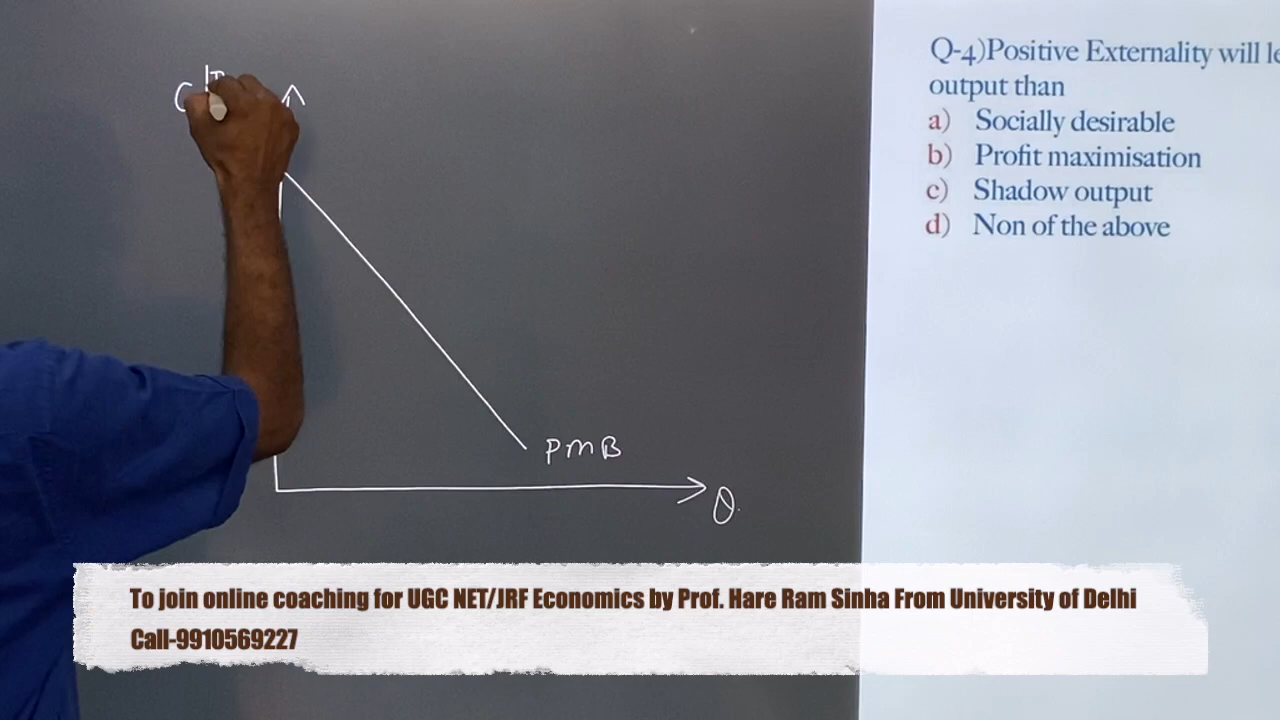 Q-4)Positive Externality will
output than
a) Socially desirable
b) Profit maximisation
c) Shadow output
d) Non of the above
C
PMB
Q
To join online coaching for UGC NET/JRF Economics by Prof. Hare Ram Sinha From University of Delhi
Call-9910569227